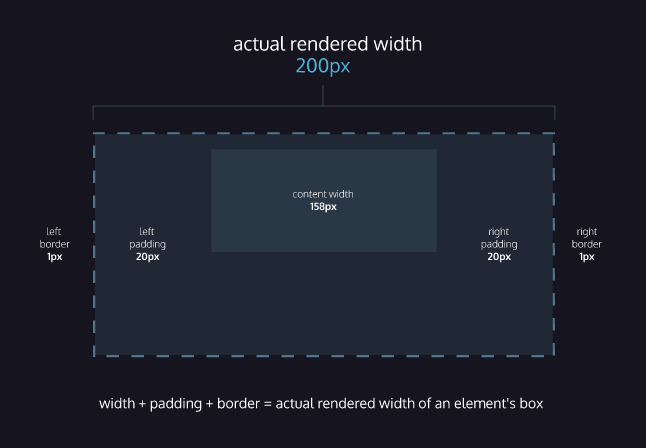 actual rendered width
200px
content width
158px
left
border
1px
left
padding
20px
right
padding
20px
right
border
1px
width + padding + border = actual rendered width of an element's box